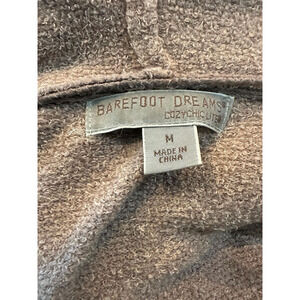 BAREFOOT DREAMS
COZYCHIC LITE
M
MADE IN
CHINA